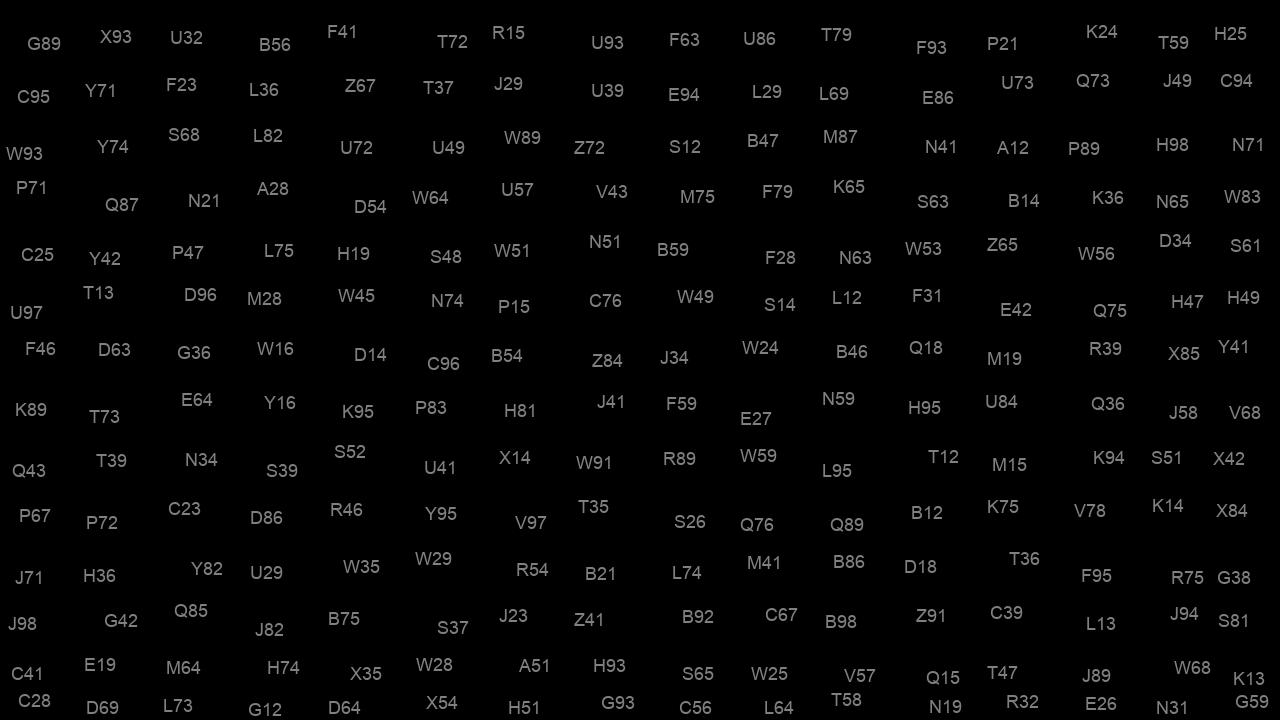 G89 X93 U32 B56 F41 T72 R15 U93 F63 U86 T79 F93 P21 K24 T59 H25
C95 Y71 F23 L36 Z67 T37 J29 U39 E94 L29 L69 E86 U73 Q73 J49 C94
W93 Y74 S68 L82 U72 U49 W89 Z72 S12 B47 M87 N41 A12 P89 H98 N71
P71 Q87 N21 A28 D54 W64 U57 V43 M75 F79 K65 S63 B14 K36 N65 W83
C25 Y42 P47 L75 H19 S48 W51 N51 B59 F28 N63 W53 Z65 W56 D34 S61
U97 T13 D96 M28 W45 N74 P15 C76 W49 S14 L12 F31 E42 Q75 H47 H49
F46 D63 G36 W16 D14 C96 B54 Z84 J34 W24 B46 Q18 M19 R39 X85 Y41
K89 T73 E64 Y16 K95 P83 H81 J41 F59 E27 N59 H95 U84 Q36 J58 V68
Q43 T39 N34 S39 S52 U41 X14 W91 R89 W59 L95 T12 M15 K94 S51 X42
P67 P72 C23 D86 R46 Y95 V97 T35 S26 Q76 Q89 B12 K75 V78 K14 X84
J71 H36 Y82 U29 W35 W29 R54 B21 L74 M41 B86 D18 T36 F95 R75 G38
J98 G42 Q85 J82 B75 S37 J23 Z41 B92 C67 B98 Z91 C39 L13 J94 S81
C41 E19 M64 H74 X35 W28 A51 H93 S65 W25 V57 Q15 T47 J89 W68 K13
C28 D69 L73 G12 D64 X54 H51 G93 C56 L64 T58 N19 R32 E26 N31 G59